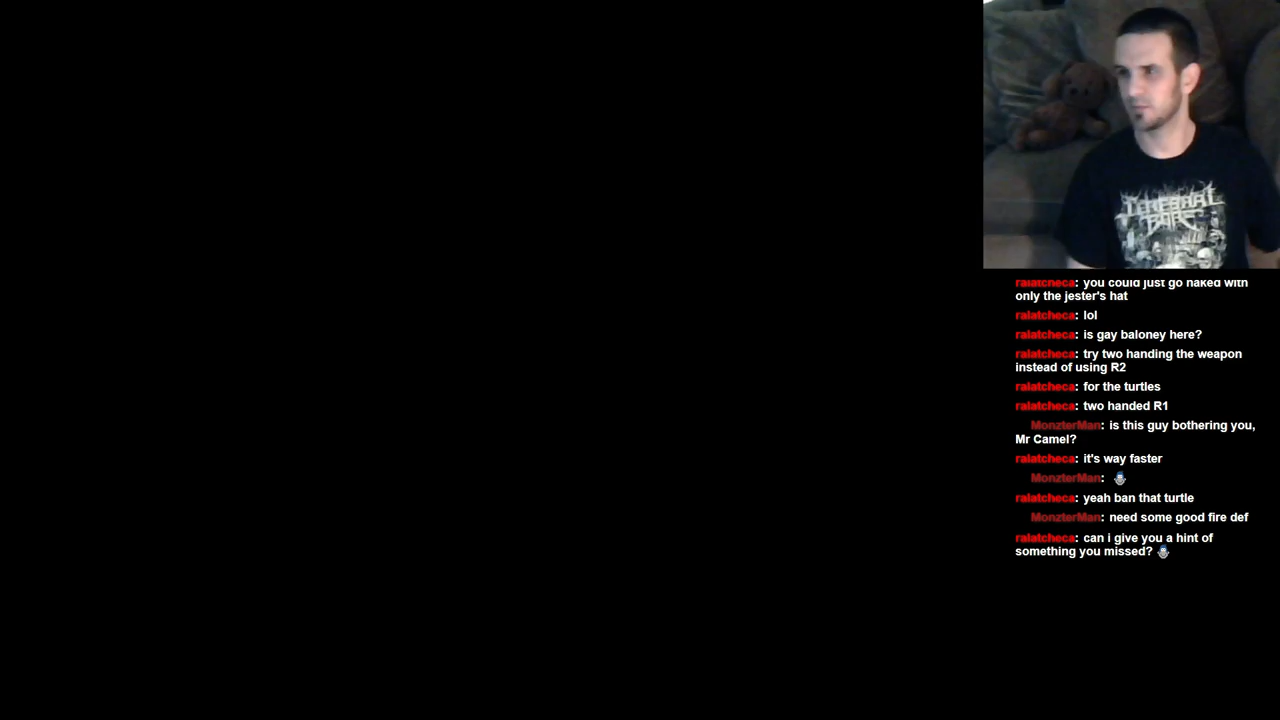 CEREBRAL
BORE
ralatcheca: you could just go naked with
only the jester's hat
ralatcheca: lol
ralatcheca: is gay baloney here?
ralatcheca: try two handing the weapon
instead of using R2
ralatcheca: for the turtles
ralatcheca: two handed R1
MonzterMan: is this guy bothering you,
Mr Camel?
ralatcheca: it's way faster
MonzterMan:
ralatcheca: yeah ban that turtle
MonzterMan: need some good fire def
ralatcheca: can i give you a hint of
something you missed?